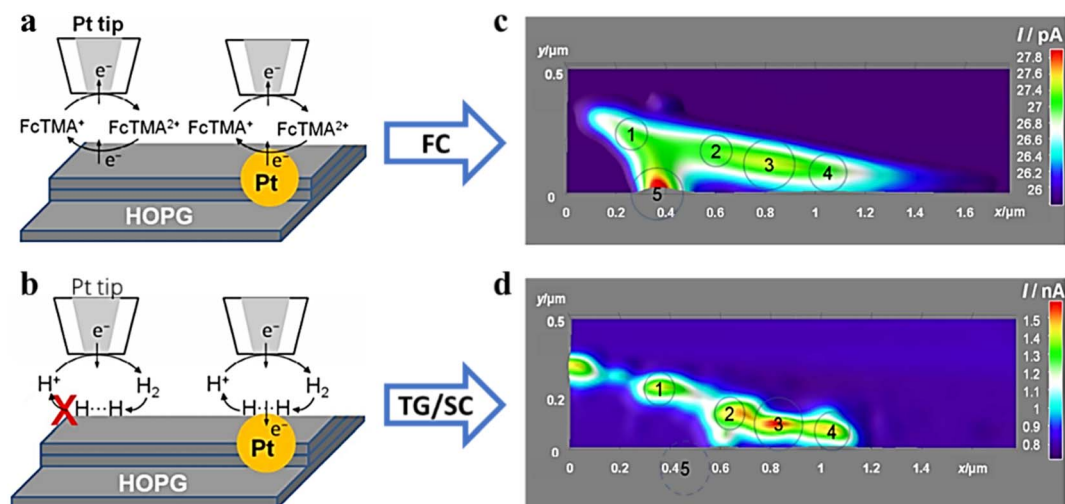 a
Pt tip
e⁻
e⁻
FcTMA⁺
FcTMA²⁺
FcTMA⁺
FcTMA²⁺
e⁻
e⁻
Pt
HOPG
FC
c
I / pA
y/μm
0.5
0
0 0.2 0.4 0.6 0.8 1 1.2 1.4 1.6 x/μm
1
2
3
4
5
27.8
27.4
27
26.8
26.6
26.4
26.2
26
b
Pt tip
e⁻
e⁻
H⁺
H₂
H⁺
H₂
X
H···H
H···H
e⁻
Pt
HOPG
TG/SC
d
I / nA
y/μm
0.5
0.2
0
0 0.2 0.4 0.6 0.8 1 1.2 1.4 x/μm
1
2
3
4
5
1.5
1.4
1.3
1.2
1.1
1
0.9
0.8